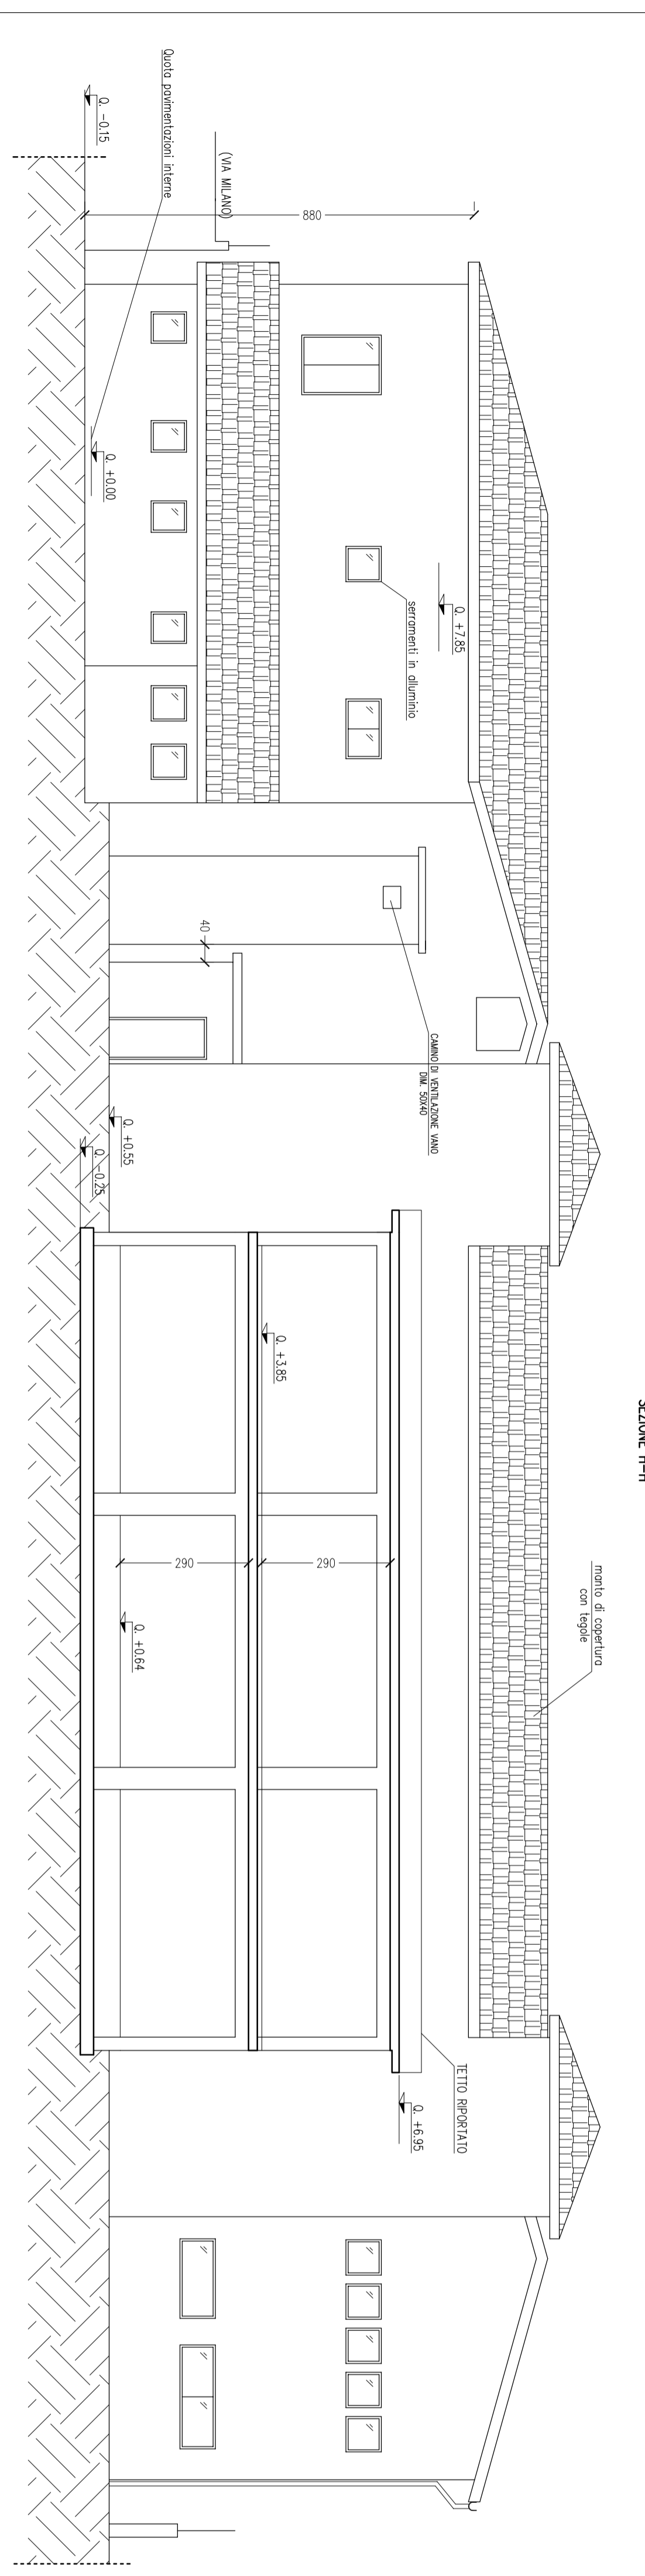 SEZIONE A-A
manto di copertura
con tegole
Quota pavimentazioni interne
Q. -0.15
(VIA MILANO)
880
Q. +0.00
serramenti in alluminio
Q. +7.85
40
CAMINO DI VENTILAZIONE VANO
DIM. 50X40
Q. +0.55
Q. -0.25
Q. +3.85
290
290
Q. +0.64
TETTO RIPORTATO
Q. +6.95